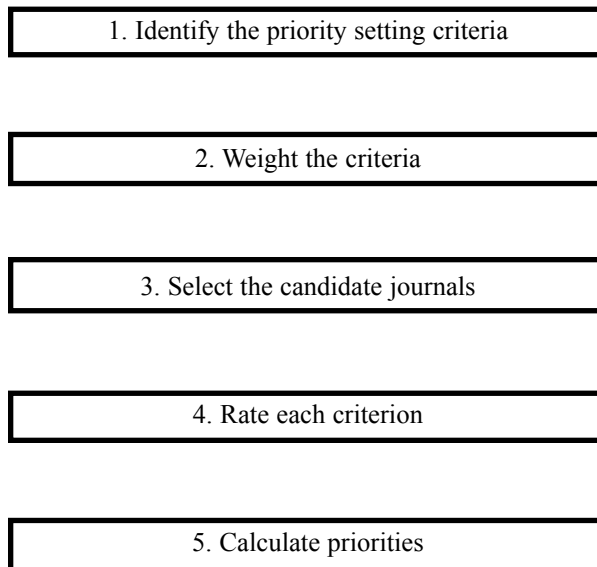 1. Identify the priority setting criteria
2. Weight the criteria
3. Select the candidate journals
4. Rate each criterion
5. Calculate priorities